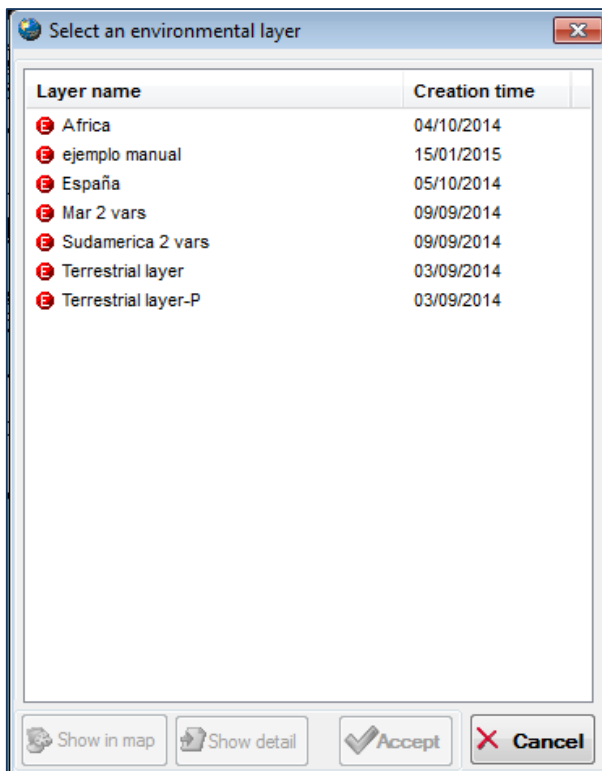 Select an environmental layer
Layer name Creation time
E Africa 04/10/2014
E ejemplo manual 15/01/2015
E España 05/10/2014
E Mar 2 vars 09/09/2014
E Sudamerica 2 vars 09/09/2014
E Terrestrial layer 03/09/2014
E Terrestrial layer-P 03/09/2014
Show in map Show detail Accept Cancel